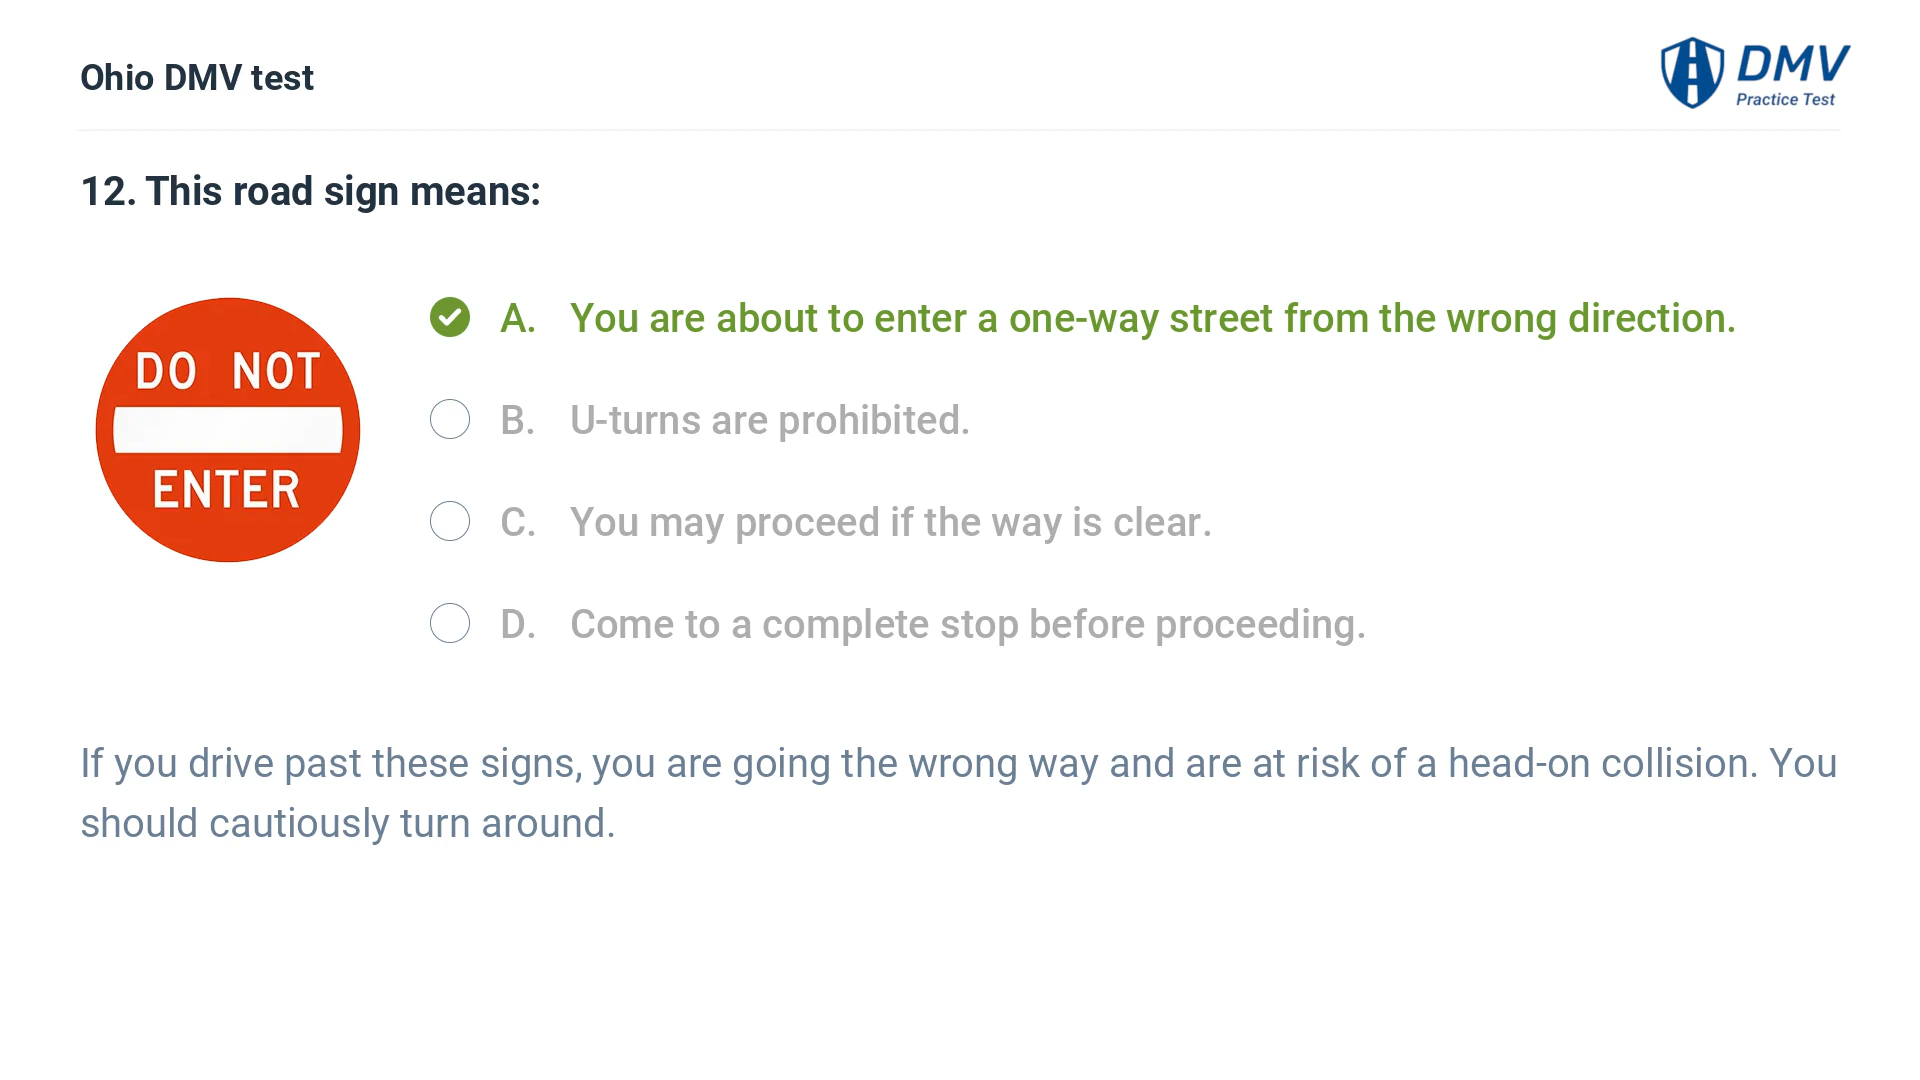 Ohio DMV test
DMV
Practice Test
12. This road sign means:
DO NOT
ENTER
A. You are about to enter a one-way street from the wrong direction.
B. U-turns are prohibited.
C. You may proceed if the way is clear.
D. Come to a complete stop before proceeding.
If you drive past these signs, you are going the wrong way and are at risk of a head-on collision. You
should cautiously turn around.